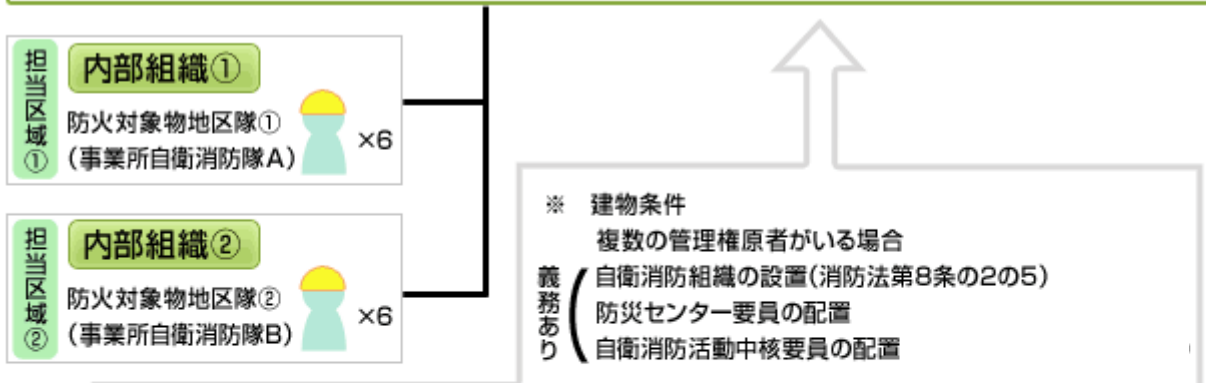 担当区域①
内部組織①
防火対象物地区隊①
(事業所自衛消防隊A)
×6
担当区域②
内部組織②
防火対象物地区隊②
(事業所自衛消防隊B)
×6
※ 建物条件
複数の管理権原者がいる場合
義務あり
自衛消防組織の設置(消防法第8条の2の5)
防災センター要員の配置
自衛消防活動中核要員の配置